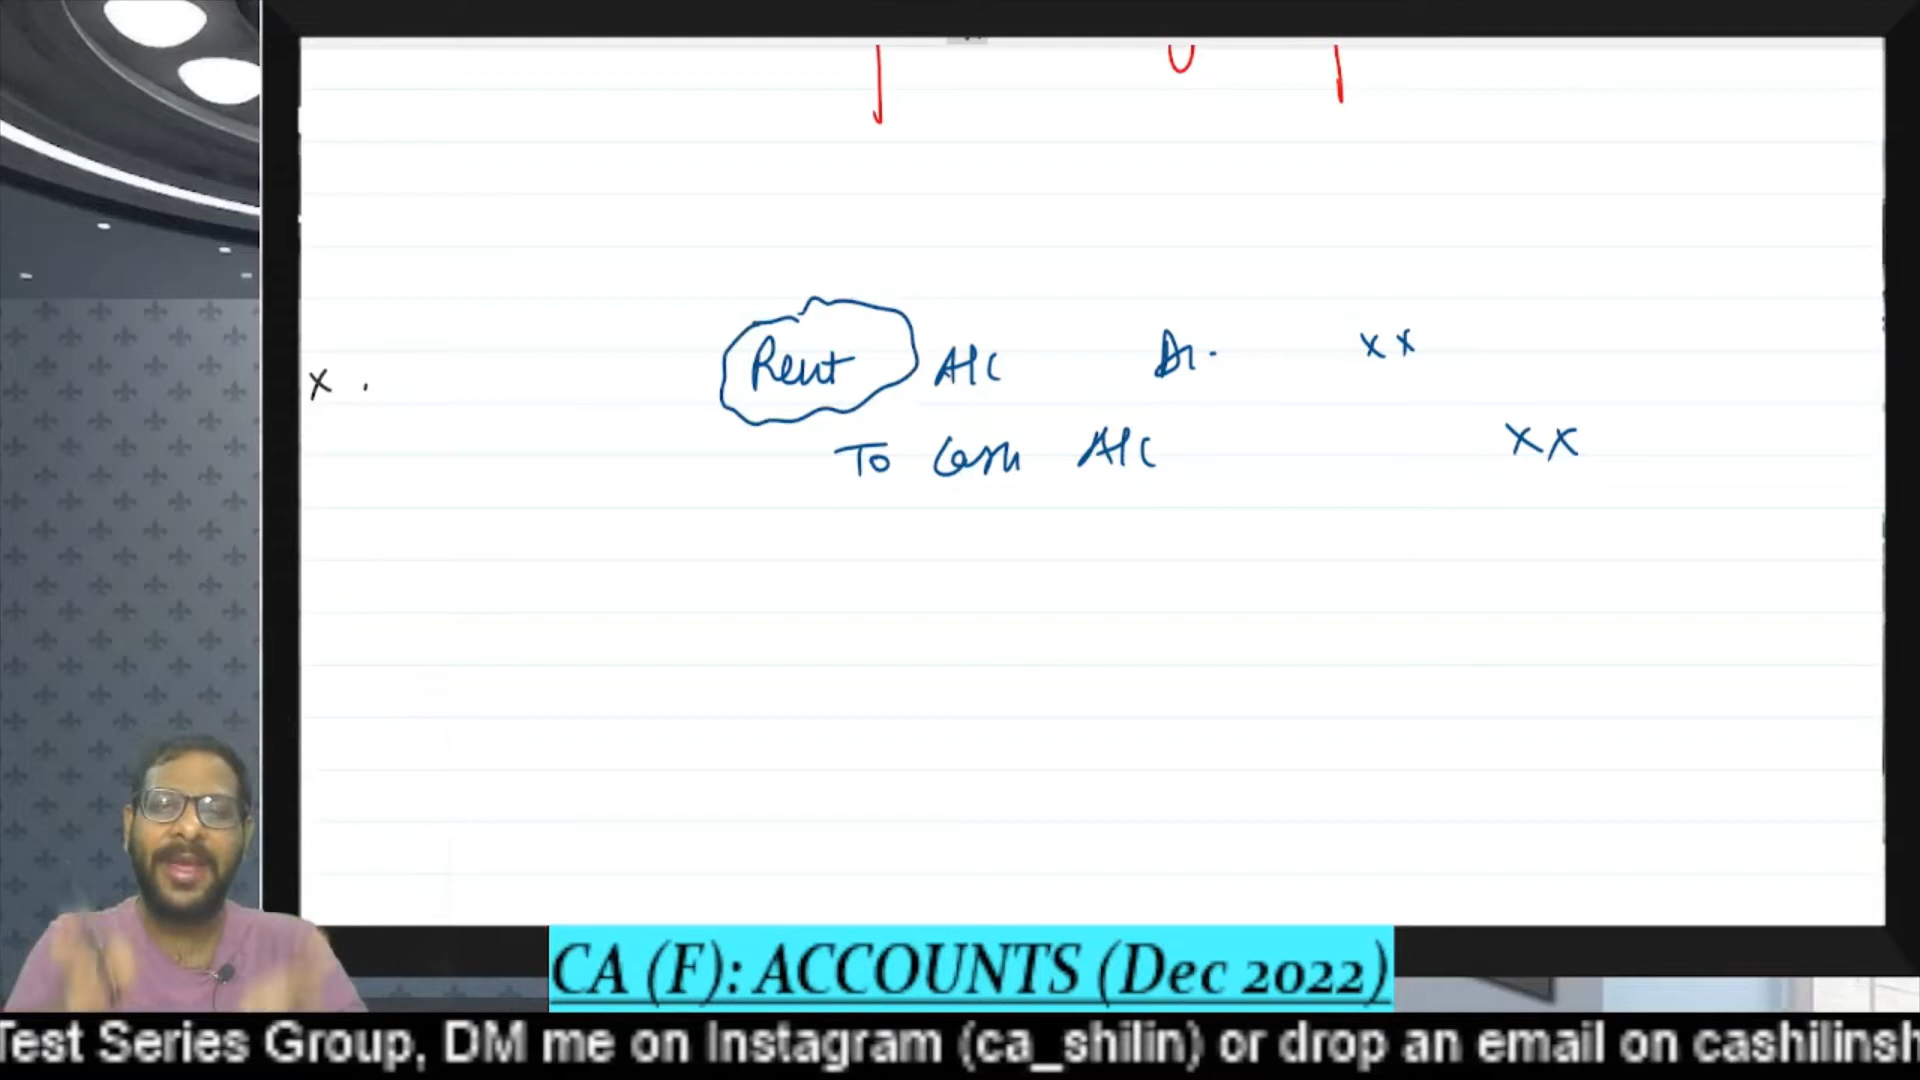 Rent A/c Dr. xx
x .
To Cash A/c xx
CA (F): ACCOUNTS (Dec 2022)
Test Series Group, DM me on Instagram (ca_shilin) or drop an email on cashilinsh